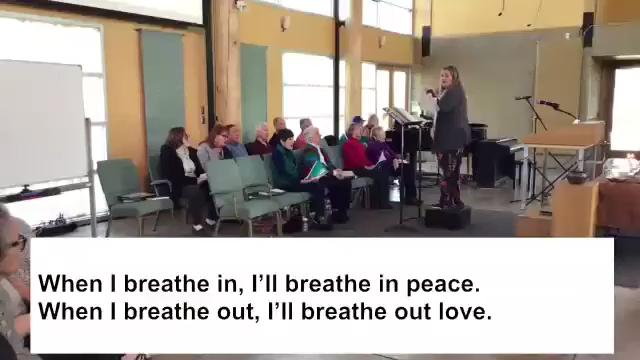 When I breathe in, I’ll breathe in peace.
When I breathe out, I’ll breathe out love.